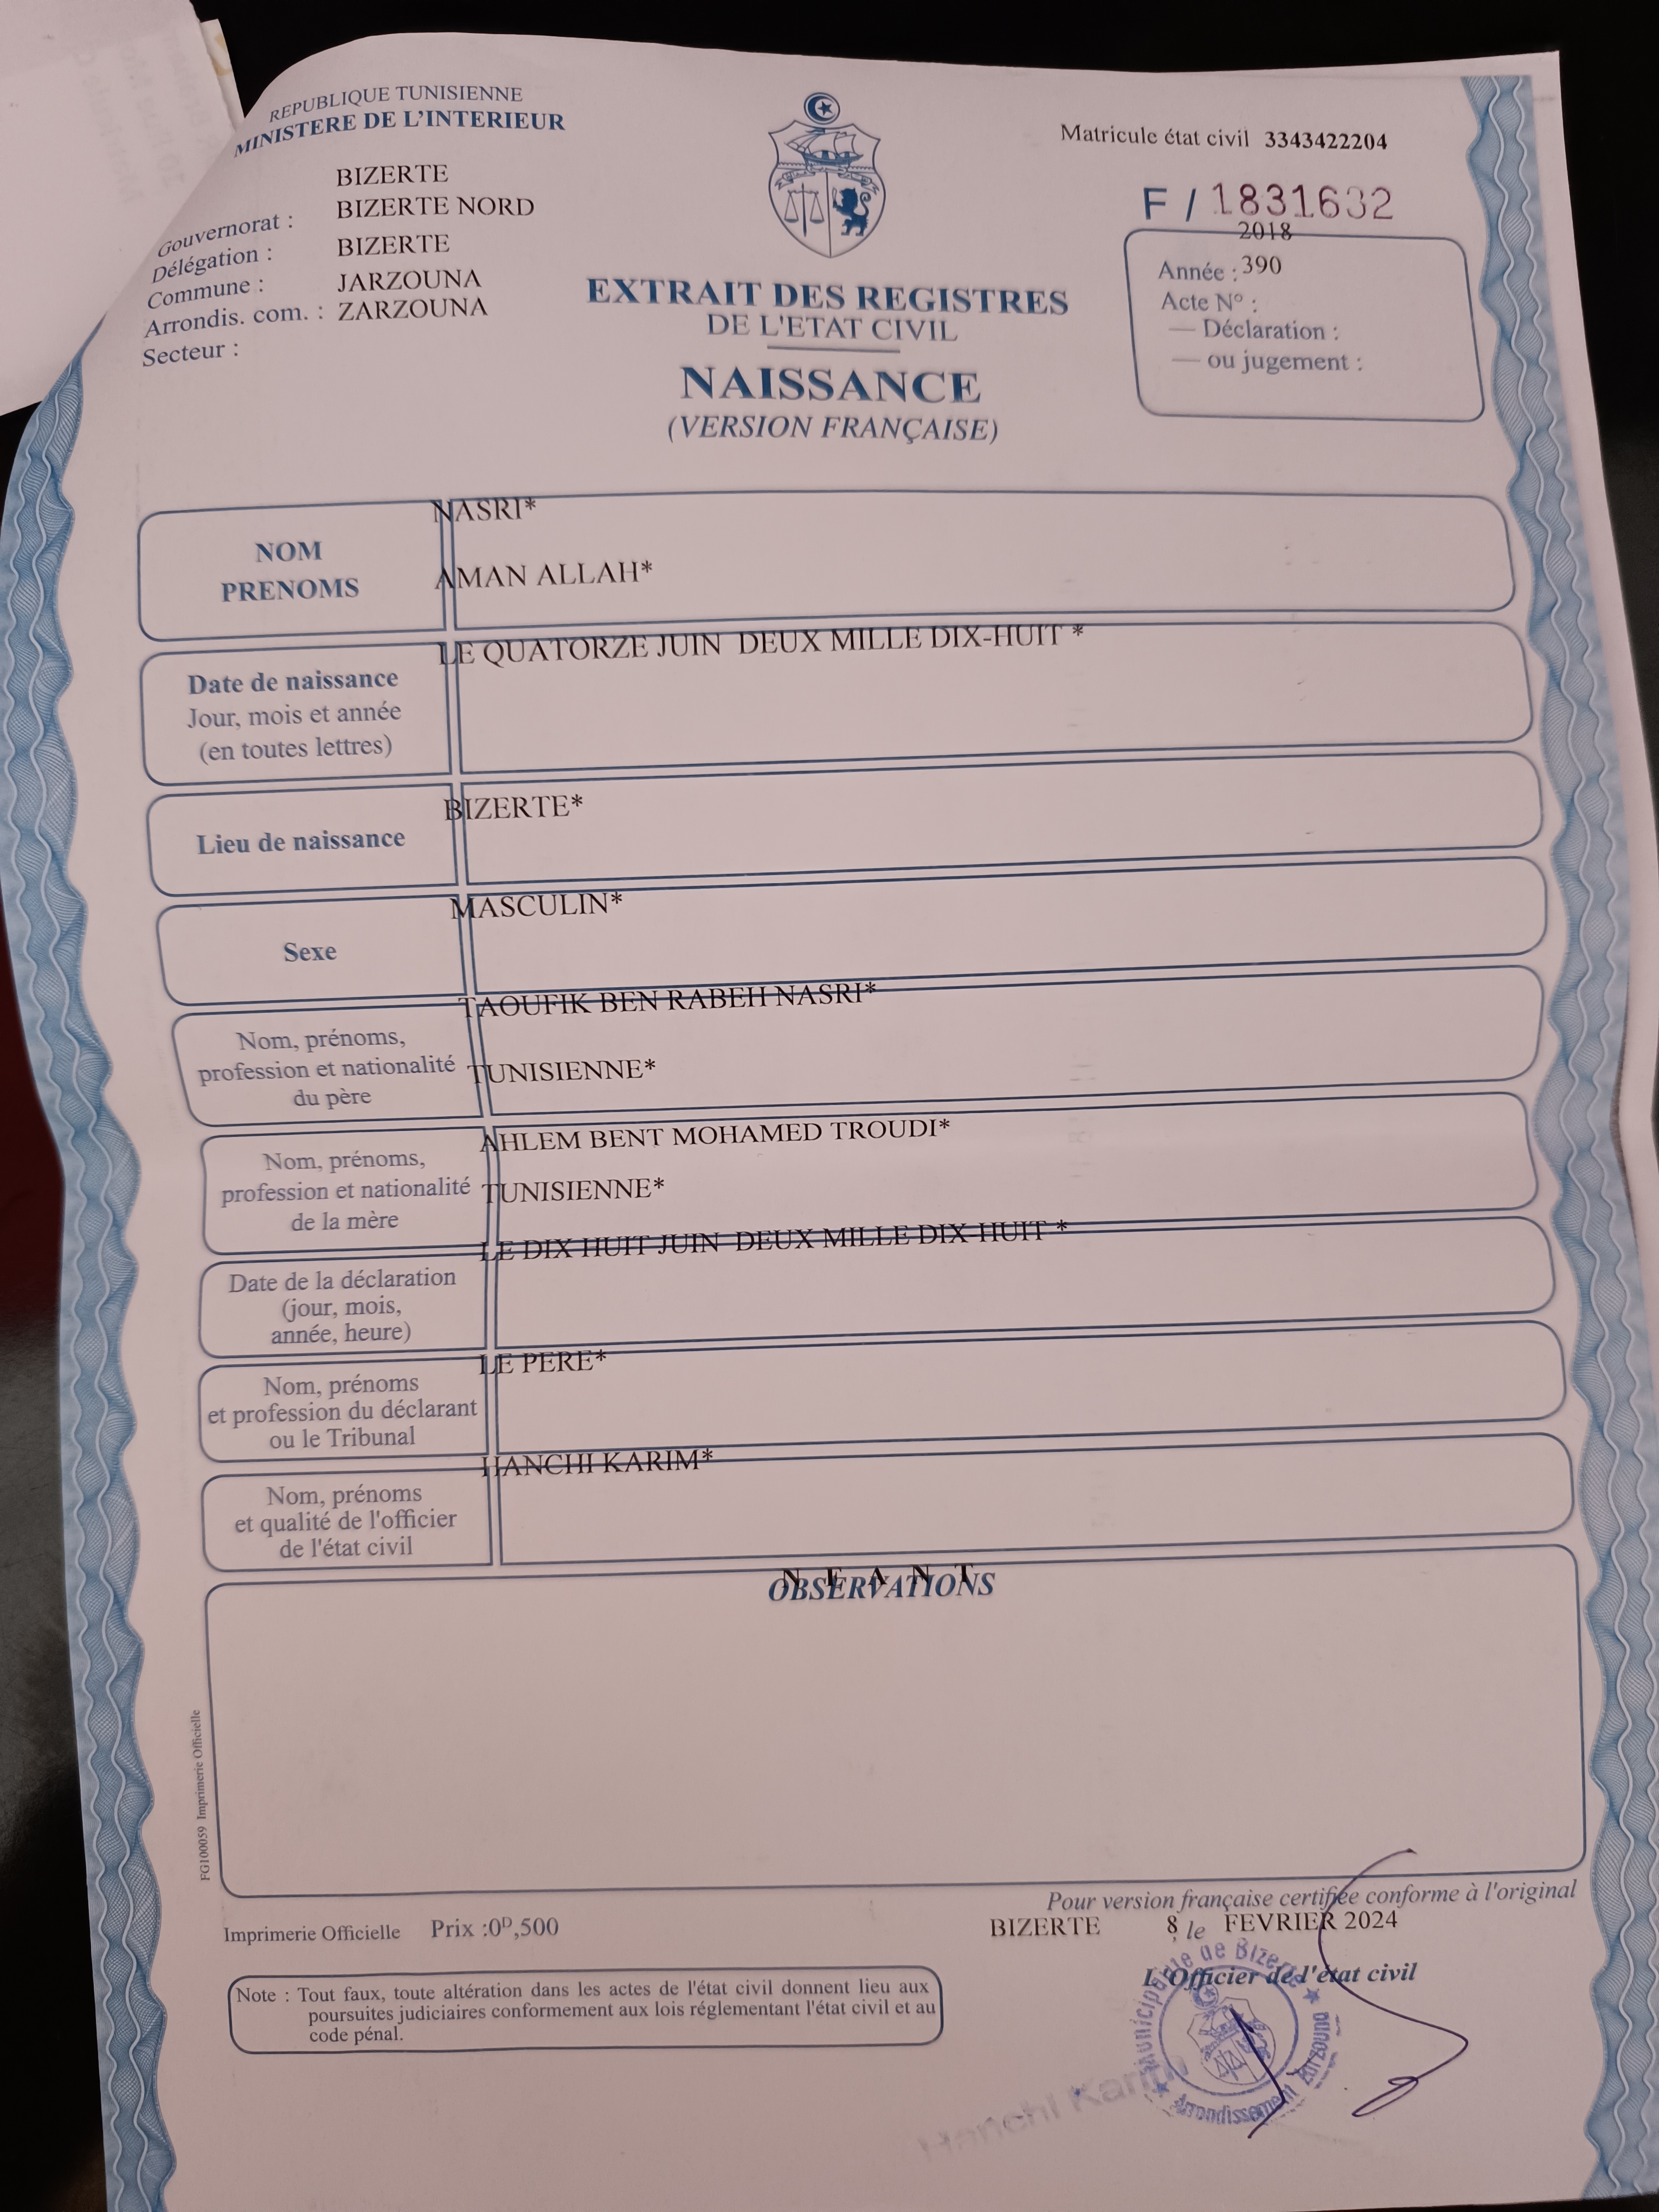 REPUBLIQUE TUNISIENNE
MINISTERE DE L'INTERIEUR
BIZERTE
Gouvernorat :
BIZERTE NORD
Délégation :
BIZERTE
Commune :
JARZOUNA
Arrondis. com. :
ZARZOUNA
Secteur :
Matricule état civil 3343422204
F / 1831632
2018
Année : 390
Acte N° :
— Déclaration :
— ou jugement :
EXTRAIT DES REGISTRES
DE L'ETAT CIVIL
NAISSANCE
(VERSION FRANÇAISE)
NOM
PRENOMS
NASRI*
AMAN ALLAH*
Date de naissance
Jour, mois et année
(en toutes lettres)
LE QUATORZE JUIN DEUX MILLE DIX-HUIT *
Lieu de naissance
BIZERTE*
Sexe
MASCULIN*
Nom, prénoms,
profession et nationalité
du père
TAOUFIK BEN RABEH NASRI*
TUNISIENNE*
Nom, prénoms,
profession et nationalité
de la mère
AHLEM BENT MOHAMED TROUDI*
TUNISIENNE*
Date de la déclaration
(jour, mois,
année, heure)
LE DIX HUIT JUIN DEUX MILLE DIX-HUIT *
Nom, prénoms
et profession du déclarant
ou le Tribunal
LE PERE*
Nom, prénoms
et qualité de l'officier
de l'état civil
HANCHI KARIM*
N E A N T
OBSERVATIONS
FG100059 Imprimerie Officielle
Pour version française certifiée conforme à l'original
BIZERTE 8 le FEVRIER 2024
L'Officier de l'état civil
Imprimerie Officielle Prix :0D,500
Note : Tout faux, toute altération dans les actes de l'état civil donnent lieu aux
poursuites judiciaires conformement aux lois réglementant l'état civil et au
code pénal.
Municipalité de Bizerte
Arrondissement Zarzouna
Hanchi Karim